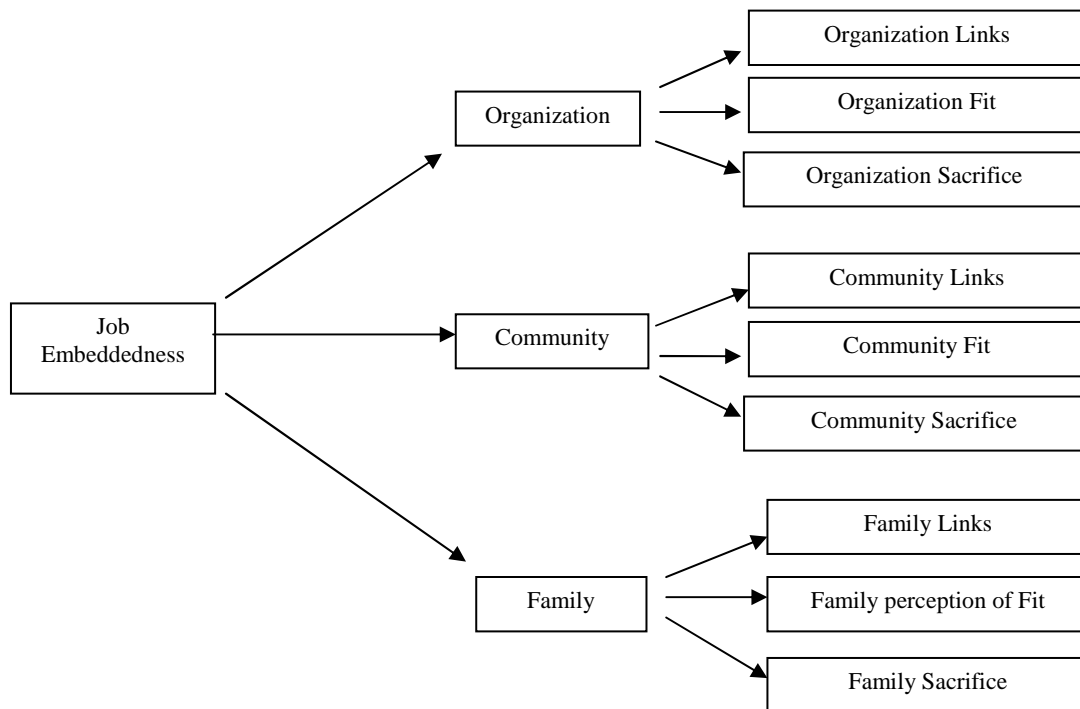 Organization Links
Organization
Organization Fit
Organization Sacrifice
Job
Embeddedness
Community
Community Links
Community Fit
Community Sacrifice
Family
Family Links
Family perception of Fit
Family Sacrifice